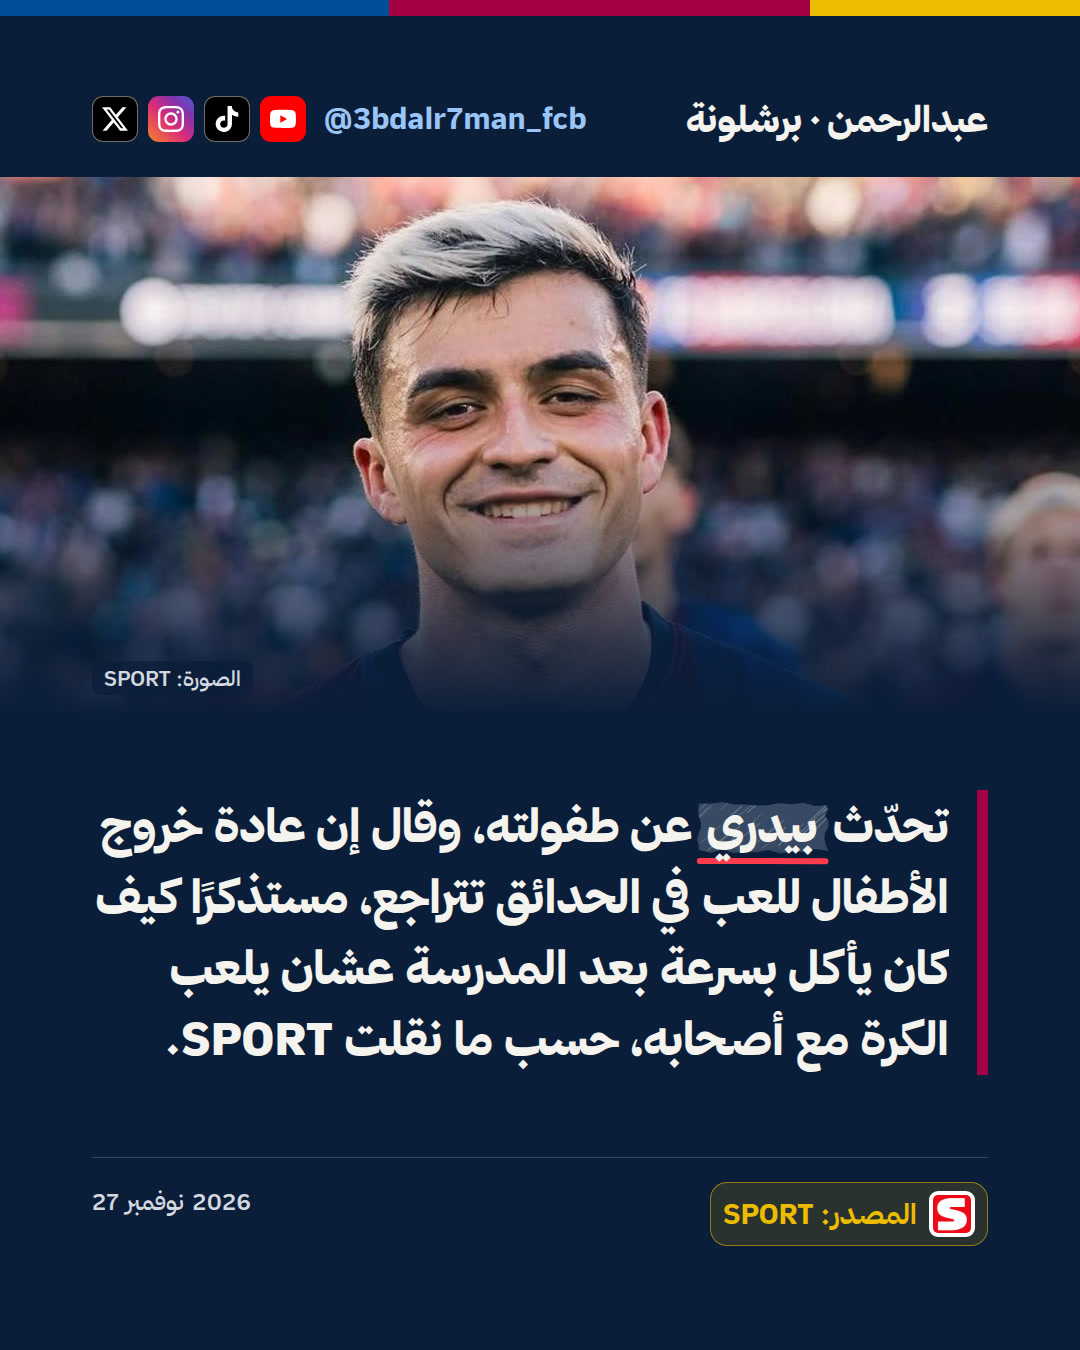 عبدالرحمن · برشلونة
@3bdalr7man_fcb
الصورة: SPORT
تحدّث بيدري عن طفولته، وقال إن عادة خروج
الأطفال للعب في الحدائق تتراجع، مستذكرًا كيف
كان يأكل بسرعة بعد المدرسة عشان يلعب
الكرة مع أصحابه، حسب ما نقلت SPORT.
المصدر: SPORT
27 نوفمبر 2026